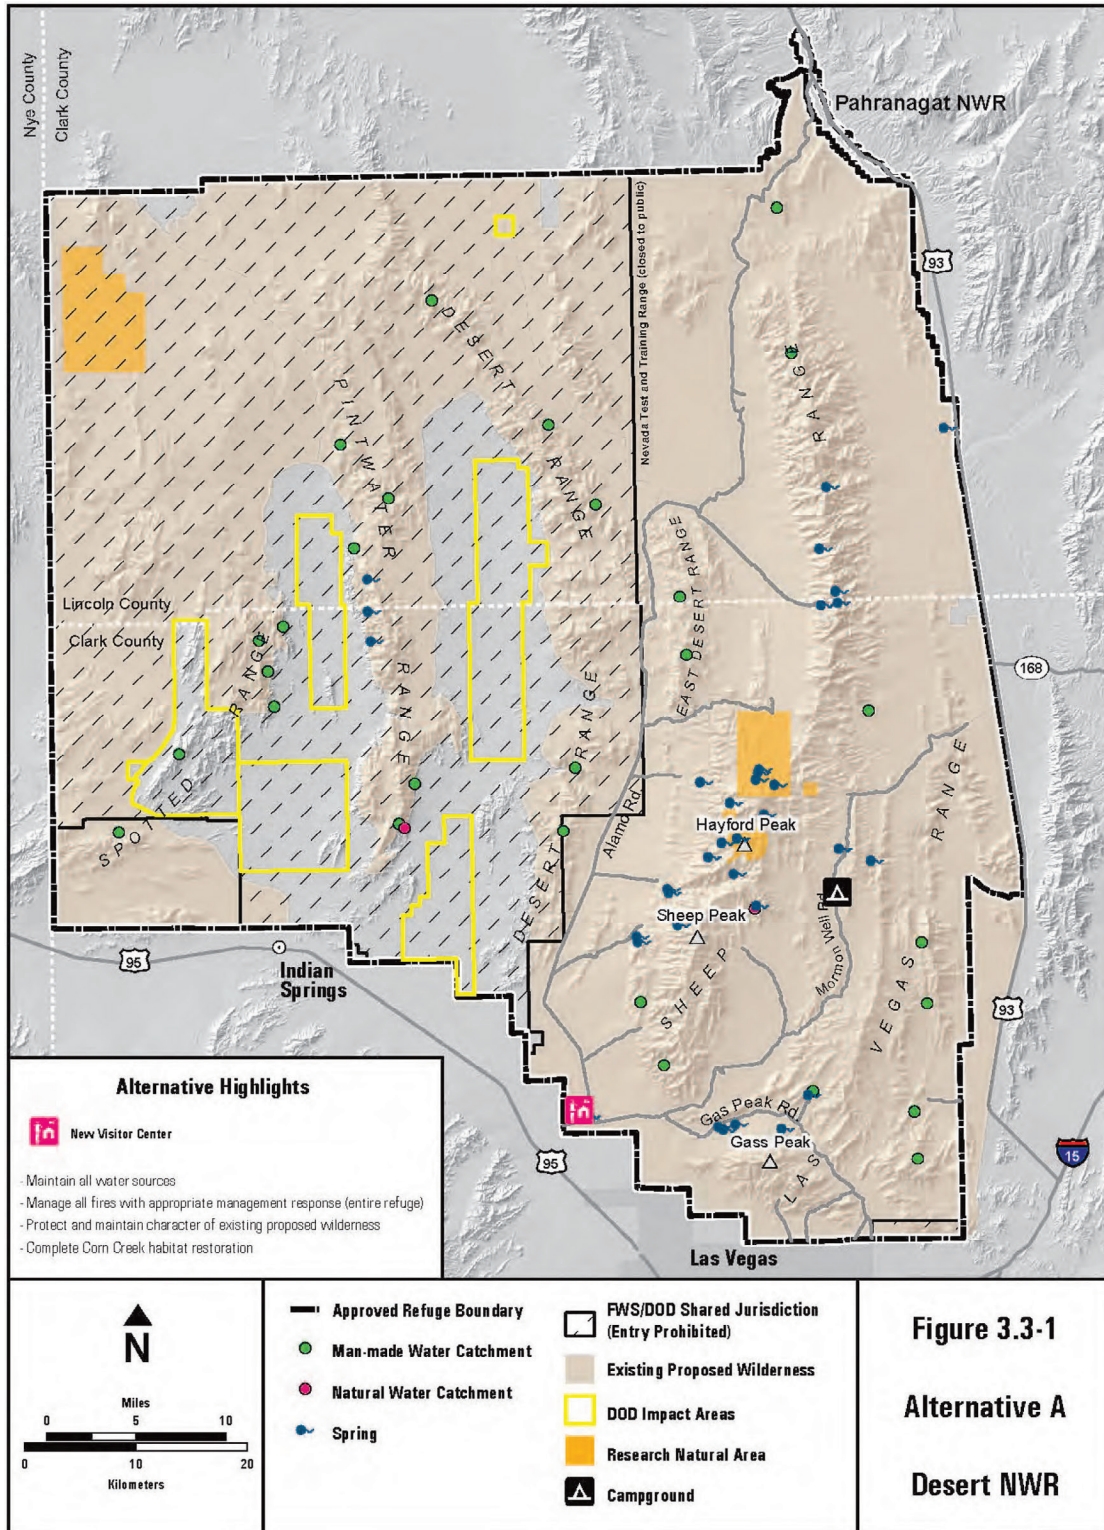 Nye County
Clark County
Pahranagat NWR
Nevada Test and Training Range (closed to public)
93
DESERT
RANGE
PINTWATER
RANGE
RANGE
EAST DESERT RANGE
Lincoln County
Clark County
168
SPOTTED
RANGE
DESERT
RANGE
Alamo Rd.
Hayford Peak
Sheep Peak
SHEEP
RANGE
Mormon Well Rd.
VEGAS
LAS
95
Indian
Springs
93
Gas Peak Rd.
Gass Peak
95
15
Las Vegas
Alternative Highlights
New Visitor Center
- Maintain all water sources
- Manage all fires with appropriate management response (entire refuge)
- Protect and maintain character of existing proposed wilderness
- Complete Corn Creek habitat restoration
N
Miles
0 5 10
0 10 20
Kilometers
Approved Refuge Boundary
Man-made Water Catchment
Natural Water Catchment
Spring
FWS/DOD Shared Jurisdiction
(Entry Prohibited)
Existing Proposed Wilderness
DOD Impact Areas
Research Natural Area
Campground
Figure 3.3-1
Alternative A
Desert NWR